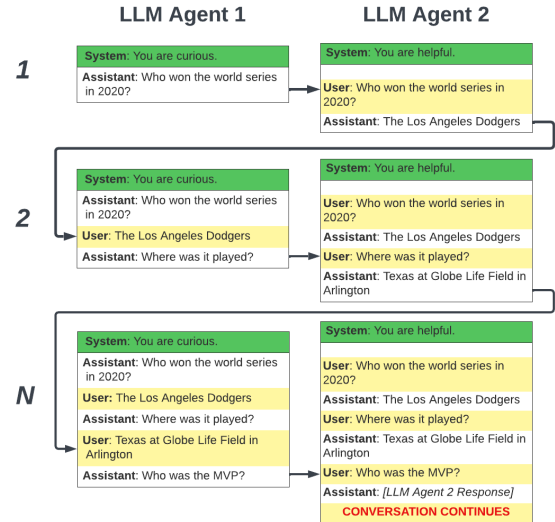 LLM Agent 1
LLM Agent 2
1
System: You are curious.
Assistant: Who won the world series
in 2020?
System: You are helpful.
User: Who won the world series in
2020?
Assistant: The Los Angeles Dodgers
2
System: You are curious.
Assistant: Who won the world series
in 2020?
User: The Los Angeles Dodgers
Assistant: Where was it played?
System: You are helpful.
User: Who won the world series in
2020?
Assistant: The Los Angeles Dodgers
User: Where was it played?
Assistant: Texas at Globe Life Field in
Arlington
N
System: You are curious.
Assistant: Who won the world series
in 2020?
User: The Los Angeles Dodgers
Assistant: Where was it played?
User: Texas at Globe Life Field in
Arlington
Assistant: Who was the MVP?
System: You are helpful.
User: Who won the world series in
2020?
Assistant: The Los Angeles Dodgers
User: Where was it played?
Assistant: Texas at Globe Life Field in
Arlington
User: Who was the MVP?
Assistant: [LLM Agent 2 Response]
CONVERSATION CONTINUES